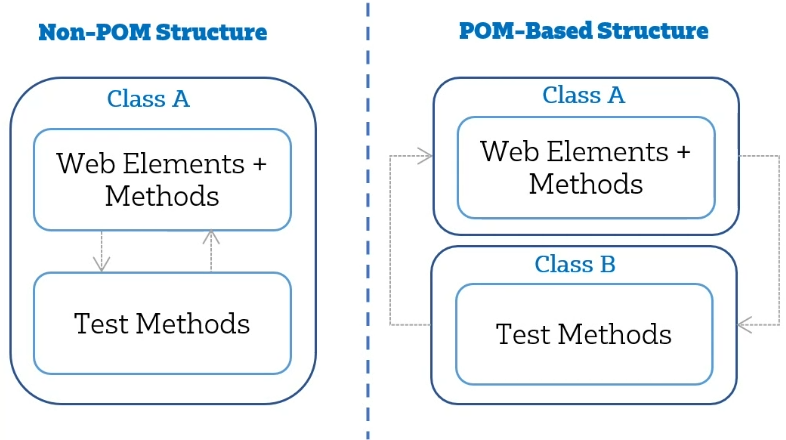 Non-POM Structure
Class A
Web Elements +
Methods
Test Methods
POM-Based Structure
Class A
Web Elements +
Methods
Class B
Test Methods